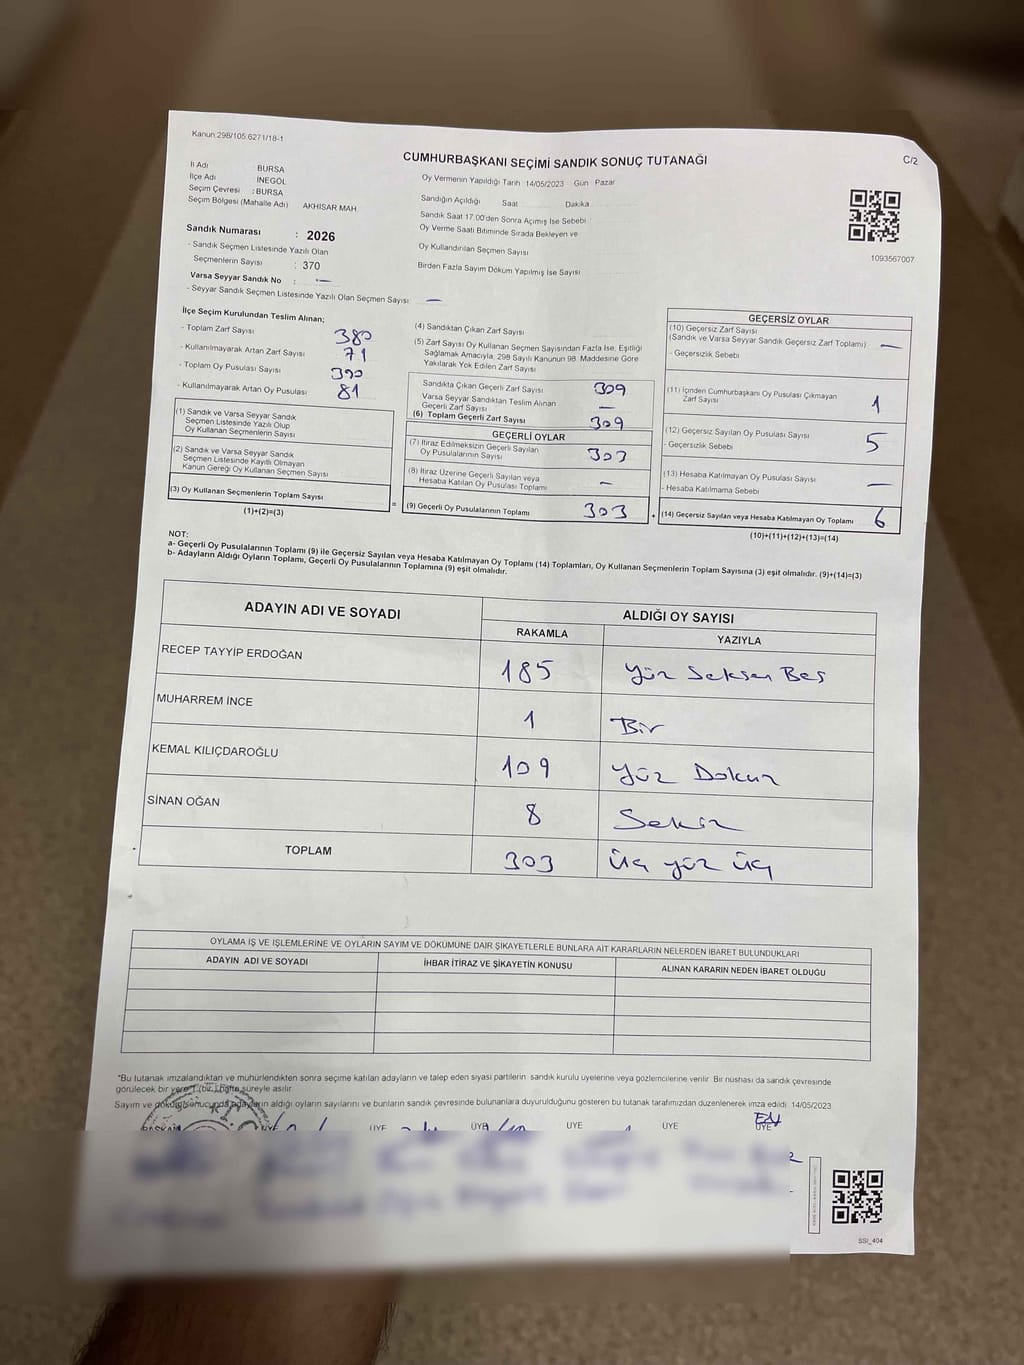 Kanun:298/105.6271/18-1
CUMHURBAŞKANI SEÇİMİ SANDIK SONUÇ TUTANAĞI
C/2
İl Adı BURSA
İlçe Adı İNEGÖL
Seçim Çevresi : BURSA
Seçim Bölgesi (Mahalle Adı) AKHISAR MAH.
Oy Vermenin Yapıldığı Tarih : 14/05/2023 Gün Pazar
Sandığın Açıldığı Saat Dakika
Sandık Saat 17.00'den Sonra Açımış İse Sebebi
Oy Verme Saati Bitiminde Sırada Bekleyen ve
Oy Kullandırılan Seçmen Sayısı
Birden Fazla Sayım Döküm Yapılmış İse Sayısı
1093567007
Sandık Numarası : 2026
- Sandık Seçmen Listesinde Yazılı Olan
Seçmenlerin Sayısı : 370
Varsa Seyyar Sandık No : —
- Seyyar Sandık Seçmen Listesinde Yazılı Olan Seçmen Sayısı —
İlçe Seçim Kurulundan Teslim Alınan;
- Toplam Zarf Sayısı 380
- Kullanılmayarak Artan Zarf Sayısı 71
- Toplam Oy Pusulası Sayısı 390
- Kullanılmayarak Artan Oy Pusulası 81
(1) Sandık ve Varsa Seyyar Sandık
Seçmen Listesinde Yazılı Olup
Oy Kullanan Seçmenlerin Sayısı
(2) Sandık ve Varsa Seyyar Sandık
Seçmen Listesinde Kayıtlı Olmayan
Kanun Gereği Oy Kullanan Seçmen Sayısı
(3) Oy Kullanan Seçmenlerin Toplam Sayısı
(1)+(2)=(3)
(4) Sandıktan Çıkan Zarf Sayısı
(5) Zarf Sayısı Oy Kullanan Seçmen Sayısından Fazla İse, Eşitliği
Sağlamak Amacıyla, 298 Sayılı Kanunun 98. Maddesine Göre
Yakılarak Yok Edilen Zarf Sayısı
Sandıkta Çıkan Geçerli Zarf Sayısı 309
Varsa Seyyar Sandıktan Teslim Alınan
Geçerli Zarf Sayısı —
(6) Toplam Geçerli Zarf Sayısı 309
GEÇERLİ OYLAR
(7) İtiraz Edilmeksizin Geçerli Sayılan
Oy Pusulalarının Sayısı 303
(8) İtiraz Üzerine Geçerli Sayılan veya
Hesaba Katılan Oy Pusulası Toplamı —
= (9) Geçerli Oy Pusulalarının Toplamı 303 +
GEÇERSİZ OYLAR
(10) Geçersiz Zarf Sayısı
(Sandık ve Varsa Seyyar Sandık Geçersiz Zarf Toplamı) —
- Geçersizlik Sebebi
(11) İçinden Cumhurbaşkanı Oy Pusulası Çıkmayan
Zarf Sayısı 1
(12) Geçersiz Sayılan Oy Pusulası Sayısı 5
- Geçersizlik Sebebi
(13) Hesaba Katılmayan Oy Pusulası Sayısı —
- Hesaba Katılmama Sebebi
(14) Geçersiz Sayılan veya Hesaba Katılmayan Oy Toplamı 6
(10)+(11)+(12)+(13)=(14)
NOT:
a- Geçerli Oy Pusulalarının Toplamı (9) ile Geçersiz Sayılan veya Hesaba Katılmayan Oy Toplamı (14) Toplamları, Oy Kullanan Seçmenlerin Toplam Sayısına (3) eşit olmalıdır. (9)+(14)=(3)
b- Adayların Aldığı Oyların Toplamı, Geçerli Oy Pusulalarının Toplamına (9) eşit olmalıdır.
ADAYIN ADI VE SOYADI ALDIĞI OY SAYISI
RAKAMLA YAZIYLA
RECEP TAYYİP ERDOĞAN 185 Yüz Seksen Beş
MUHARREM İNCE 1 Bir
KEMAL KILIÇDAROĞLU 109 Yüz Dokuz
SİNAN OĞAN 8 Sekiz
TOPLAM 303 Üç yüz üç
OYLAMA İŞ VE İŞLEMLERİNE VE OYLARIN SAYIM VE DÖKÜMÜNE DAİR ŞİKAYETLERLE BUNLARA AİT KARARLARIN NELERDEN İBARET BULUNDUKLARI
ADAYIN ADI VE SOYADI İHBAR İTİRAZ VE ŞİKAYETİN KONUSU ALINAN KARARIN NEDEN İBARET OLDUĞU
*Bu tutanak imzalandıktan ve mühürlendikten sonra seçime katılan adayların ve talep eden siyasi partilerin sandık kurulu üyelerine veya gözlemcilerine verilir. Bir nüshası da sandık çevresinde
görülecek bir yere 1 (bir) hafta süreyle asılır.
Sayım ve dökülğü sonucunda adayların aldığı oyların sayılarını ve bunların sandık çevresinde bulunanlara duyurulduğunu gösteren bu tutanak tarafımızdan düzenlenerek imza edildi. 14/05/2023
BAŞKAN ÜYE ÜYE ÜYE ÜYE ÜYE ÜYE
SSI_404